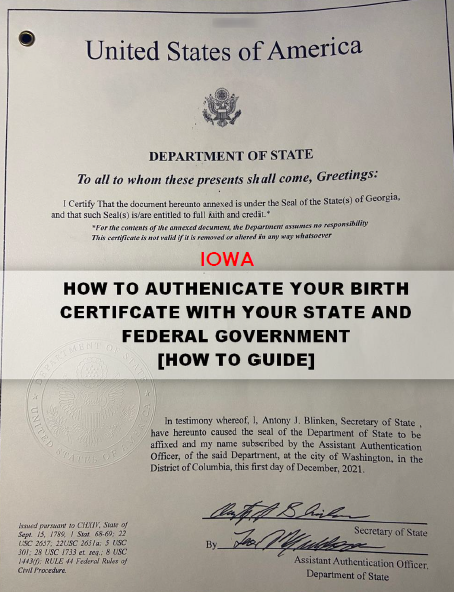 United States of America
DEPARTMENT OF STATE
To all to whom these presents shall come, Greetings:
I Certify That the document hereunto annexed is under the Seal of the State(s) of Georgia,
and that such Seal(s) is/are entitled to full faith and credit.*
*For the contents of the annexed document, the Department assumes no responsibility
This certificate is not valid if it is removed or altered in any way whatsoever
IOWA
HOW TO AUTHENICATE YOUR BIRTH
CERTIFCATE WITH YOUR STATE AND
FEDERAL GOVERNMENT
[HOW TO GUIDE]
In testimony whereof, I, Antony J. Blinken, Secretary of State ,
have hereunto caused the seal of the Department of State to be
affixed and my name subscribed by the Assistant Authentication
Officer, of the said Department, at the city of Washington, in the
District of Columbia, this first day of December, 2021.
Issued pursuant to CHXIV, State of
Sept. 15, 1789, 1 Stat. 68-69; 22
USC 2657; 22USC 2651a; 5 USC
301; 28 USC 1733 et. seq.; 8 USC
1443(f); RULE 44 Federal Rules of
Civil Procedure.
Secretary of State
By
Assistant Authentication Officer,
Department of State